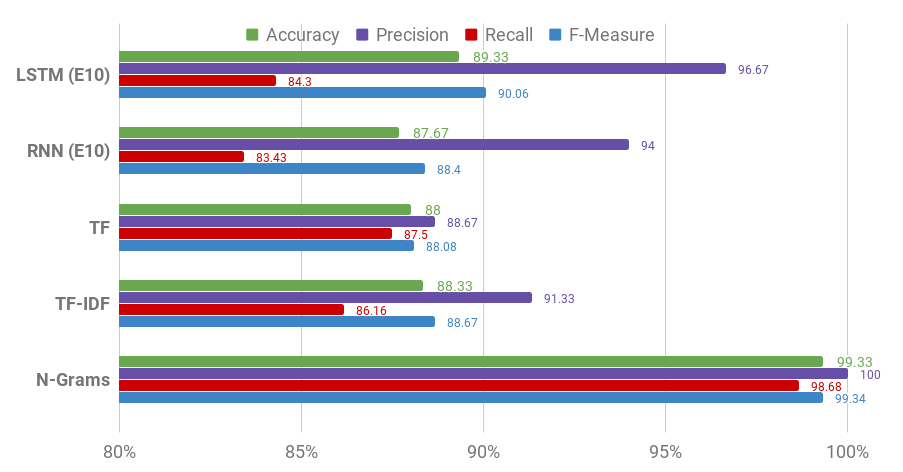 Accuracy Precision Recall F-Measure
LSTM (E10)
89.33
96.67
84.3
90.06
RNN (E10)
87.67
94
83.43
88.4
TF
88
88.67
87.5
88.08
TF-IDF
88.33
91.33
86.16
88.67
N-Grams
99.33
100
98.68
99.34
80% 85% 90% 95% 100%